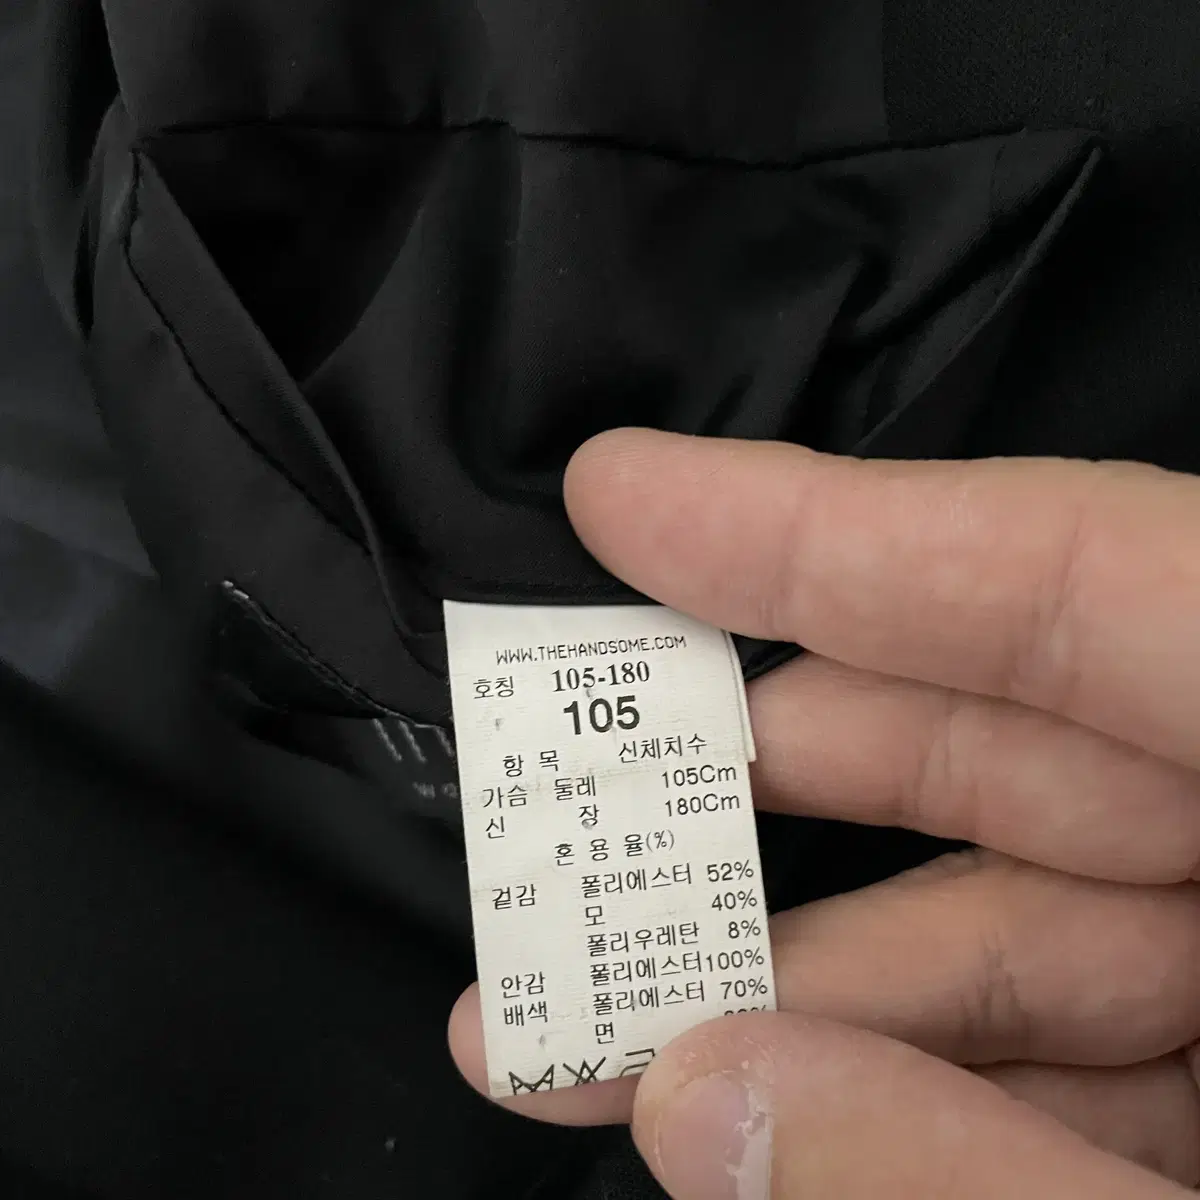 WWW.THEHANDSOME.COM
호칭 105-180
105
항 목 신체치수
가슴 둘레 105Cm
신 장 180Cm
혼 용 율(%)
겉감 폴리에스터 52%
모 40%
폴리우레탄 8%
안감 폴리에스터100%
배색 폴리에스터 70%
면